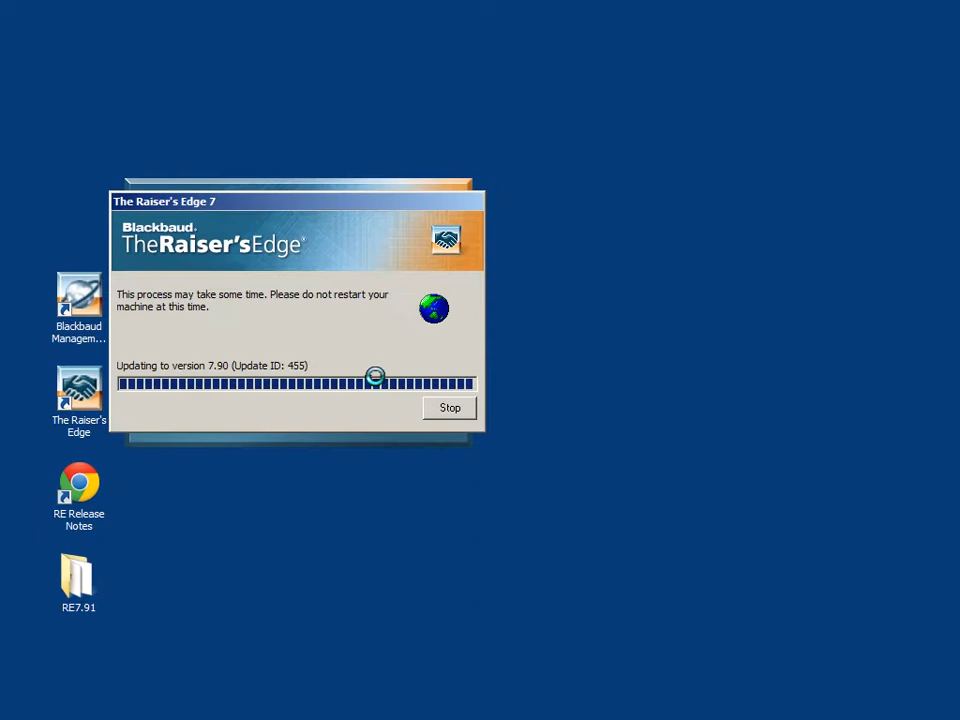 The Raiser's Edge 7
Blackbaud.
TheRaiser'sEdge®
This process may take some time. Please do not restart your
machine at this time.
Updating to version 7.90 (Update ID: 455)
Stop
Blackbaud
Managem...
The Raiser's
Edge
RE Release
Notes
RE7.91